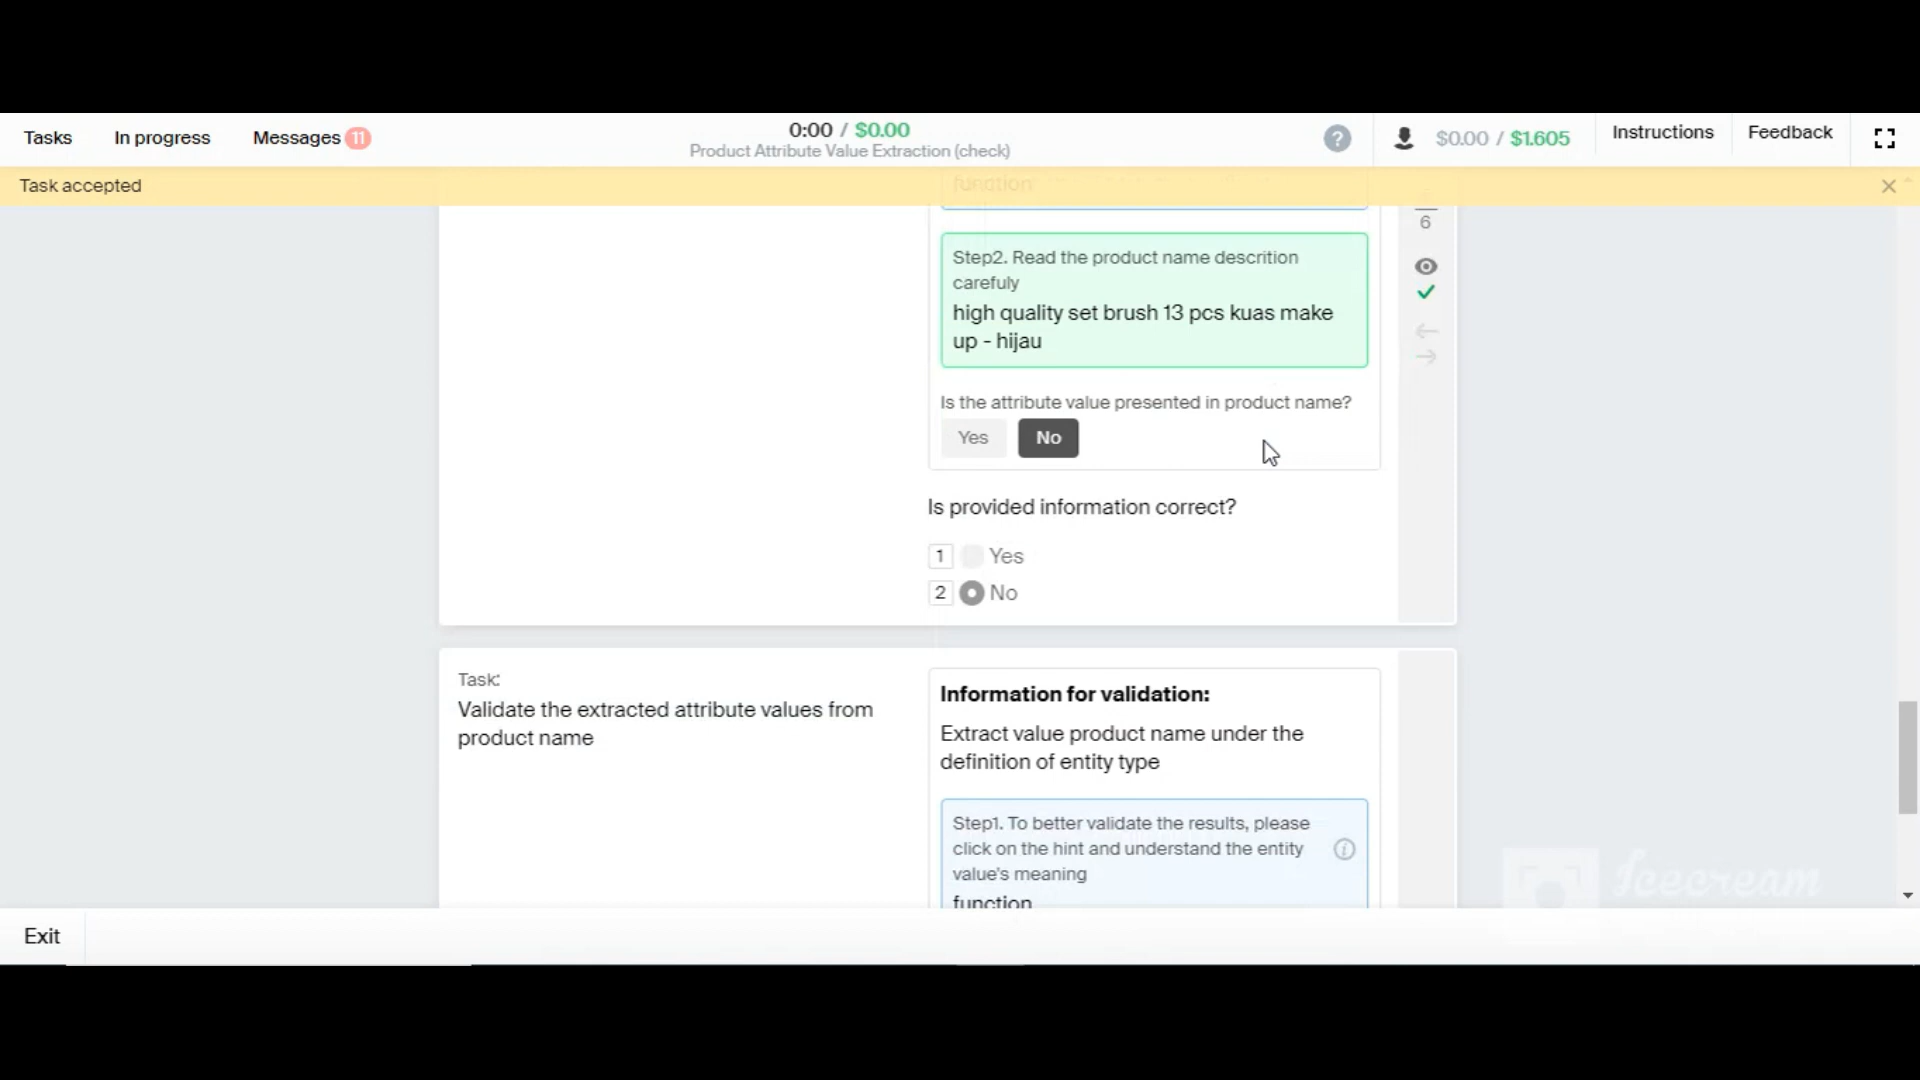 Tasks
In progress
Messages 11
0:00 / $0.00
Product Attribute Value Extraction (check)
?
$0.00 / $1.605
Instructions
Feedback
Task accepted
function
6
Step2. Read the product name descrition
carefuly
high quality set brush 13 pcs kuas make
up - hijau
Is the attribute value presented in product name?
Yes No
Is provided information correct?
1 Yes
2 No
Task:
Validate the extracted attribute values from
product name
Information for validation:
Extract value product name under the
definition of entity type
Step1. To better validate the results, please
click on the hint and understand the entity
value's meaning
function
Icecream
Exit